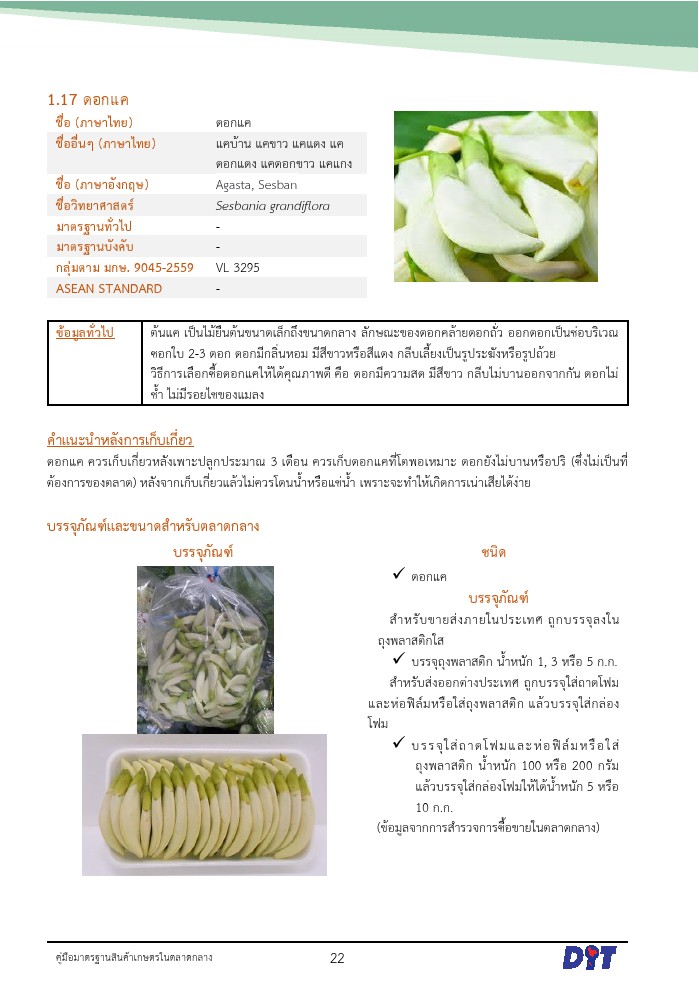 1.17 ดอกแค
ชื่อ (ภาษาไทย) ดอกแค
ชื่ออื่นๆ (ภาษาไทย) แคบ้าน แคขาว แคแดง แค
ดอกแดง แคดอกขาว แคแกง
ชื่อ (ภาษาอังกฤษ) Agasta, Sesban
ชื่อวิทยาศาสตร์ Sesbania grandiflora
มาตรฐานทั่วไป -
มาตรฐานบังคับ -
กลุ่มตาม มกษ. 9045-2559 VL 3295
ASEAN STANDARD -
ข้อมูลทั่วไป ต้นแค เป็นไม้ยืนต้นขนาดเล็กถึงขนาดกลาง ลักษณะของดอกคล้ายดอกถั่ว ออกดอกเป็นช่อบริเวณ
ซอกใบ 2-3 ดอก ดอกมีกลิ่นหอม มีสีขาวหรือสีแดง กลีบเลี้ยงเป็นรูประฆังหรือรูปถ้วย
วิธีการเลือกซื้อดอกแคให้ได้คุณภาพดี คือ ดอกมีความสด มีสีขาว กลีบไม่บานออกจากกัน ดอกไม่
ช้ำ ไม่มีรอยไชของแมลง
คำแนะนำหลังการเก็บเกี่ยว
ดอกแค ควรเก็บเกี่ยวหลังเพาะปลูกประมาณ 3 เดือน ควรเก็บดอกแคที่โตพอเหมาะ ดอกยังไม่บานหรือปริ (ซึ่งไม่เป็นที่
ต้องการของตลาด) หลังจากเก็บเกี่ยวแล้วไม่ควรโดนน้ำหรือแช่น้ำ เพราะจะทำให้เกิดการเน่าเสียได้ง่าย
บรรจุภัณฑ์และขนาดสำหรับตลาดกลาง
บรรจุภัณฑ์
ชนิด
✓ ดอกแค
บรรจุภัณฑ์
สำหรับขายส่งภายในประเทศ ถูกบรรจุลงใน
ถุงพลาสติกใส
✓ บรรจุถุงพลาสติก น้ำหนัก 1, 3 หรือ 5 ก.ก.
สำหรับส่งออกต่างประเทศ ถูกบรรจุใส่ถาดโฟม
และห่อฟิล์มหรือใส่ถุงพลาสติก แล้วบรรจุใส่กล่อง
โฟม
✓ บรรจุใส่ถาดโฟมและห่อฟิล์มหรือใส่
ถุงพลาสติก น้ำหนัก 100 หรือ 200 กรัม
แล้วบรรจุใส่กล่องโฟมให้ได้น้ำหนัก 5 หรือ
10 ก.ก.
(ข้อมูลจากการสำรวจการซื้อขายในตลาดกลาง)
คู่มือมาตรฐานสินค้าเกษตรในตลาดกลาง
22
DIT